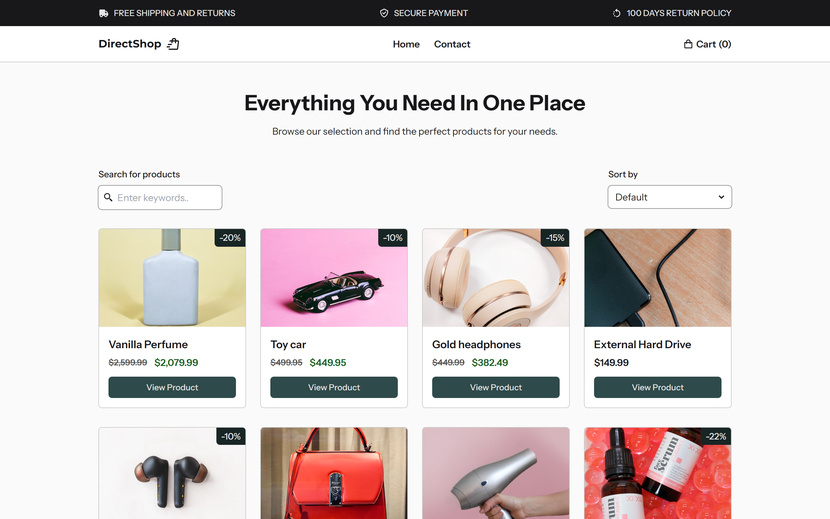 FREE SHIPPING AND RETURNS
SECURE PAYMENT
100 DAYS RETURN POLICY
DirectShop
Home
Contact
Cart (0)
Everything You Need In One Place
Browse our selection and find the perfect products for your needs.
Search for products
Sort by
Enter keywords..
Default
-20%
-10%
-15%
Vanilla Perfume
$2,599.99 $2,079.99
View Product
Toy car
$499.95 $449.95
View Product
Gold headphones
$449.99 $382.49
View Product
External Hard Drive
$149.99
View Product
-10%
-22%
serum